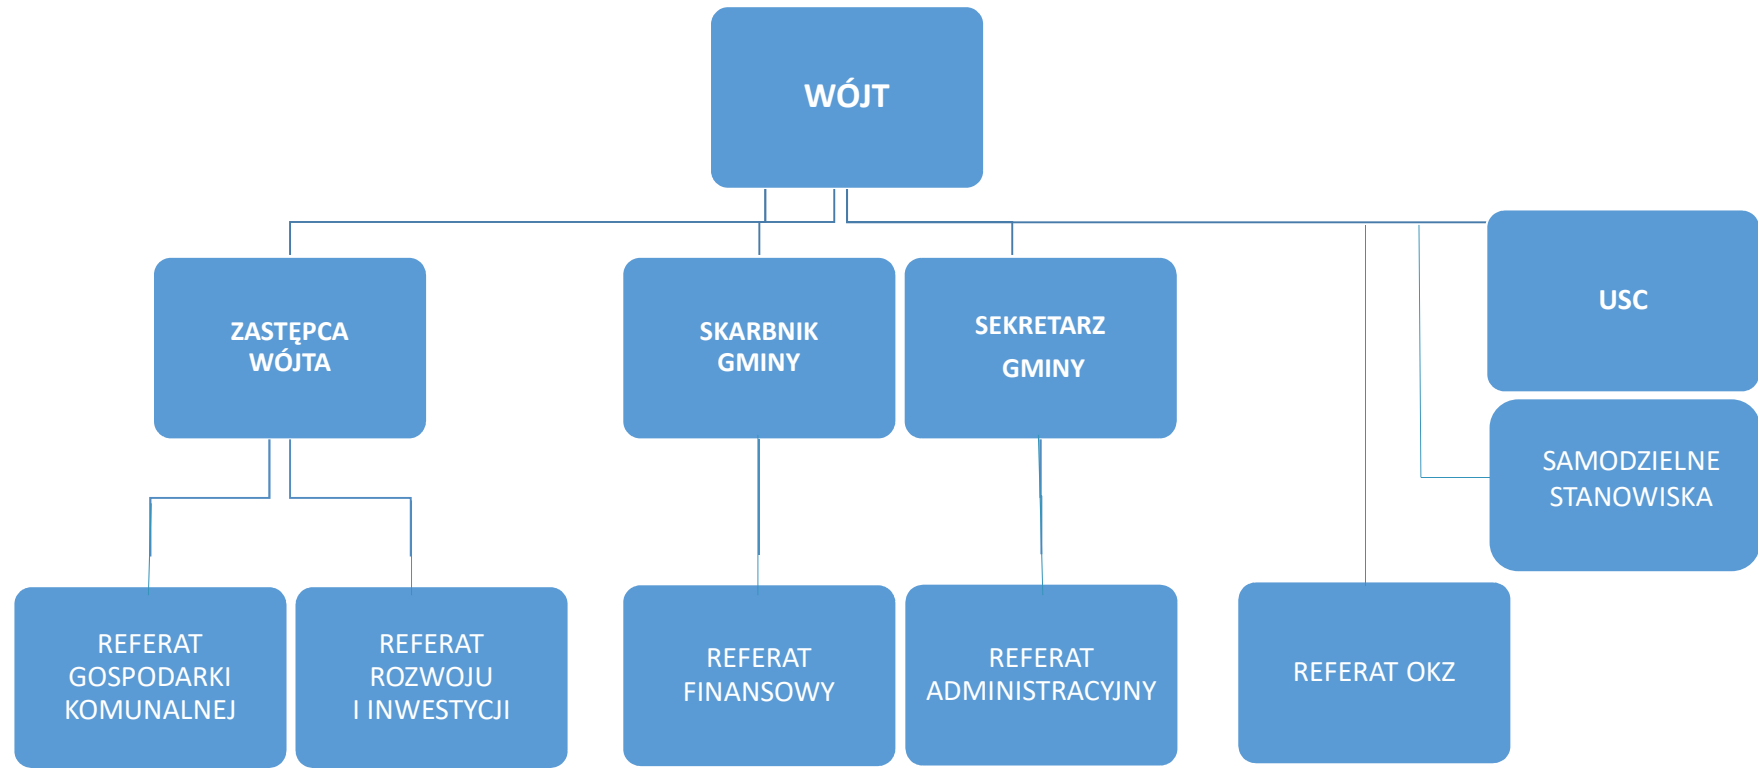 WÓJT
ZASTĘPCA
WÓJTA
SKARBNIK
GMINY
SEKRETARZ
GMINY
USC
SAMODZIELNE
STANOWISKA
REFERAT
GOSPODARKI
KOMUNALNEJ
REFERAT
ROZWOJU
I INWESTYCJI
REFERAT
FINANSOWY
REFERAT
ADMINISTRACYJNY
REFERAT OKZ